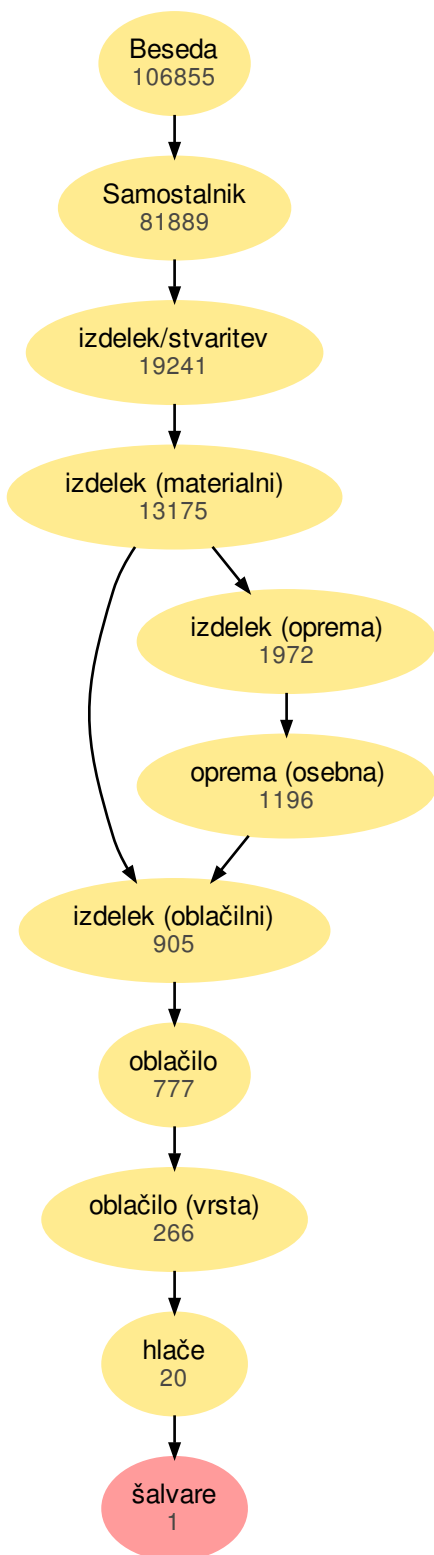 Beseda
106855
Samostalnik
81889
izdelek/stvaritev
19241
izdelek (materialni)
13175
izdelek (oprema)
1972
oprema (osebna)
1196
izdelek (oblačilni)
905
oblačilo
777
oblačilo (vrsta)
266
hlače
20
šalvare
1